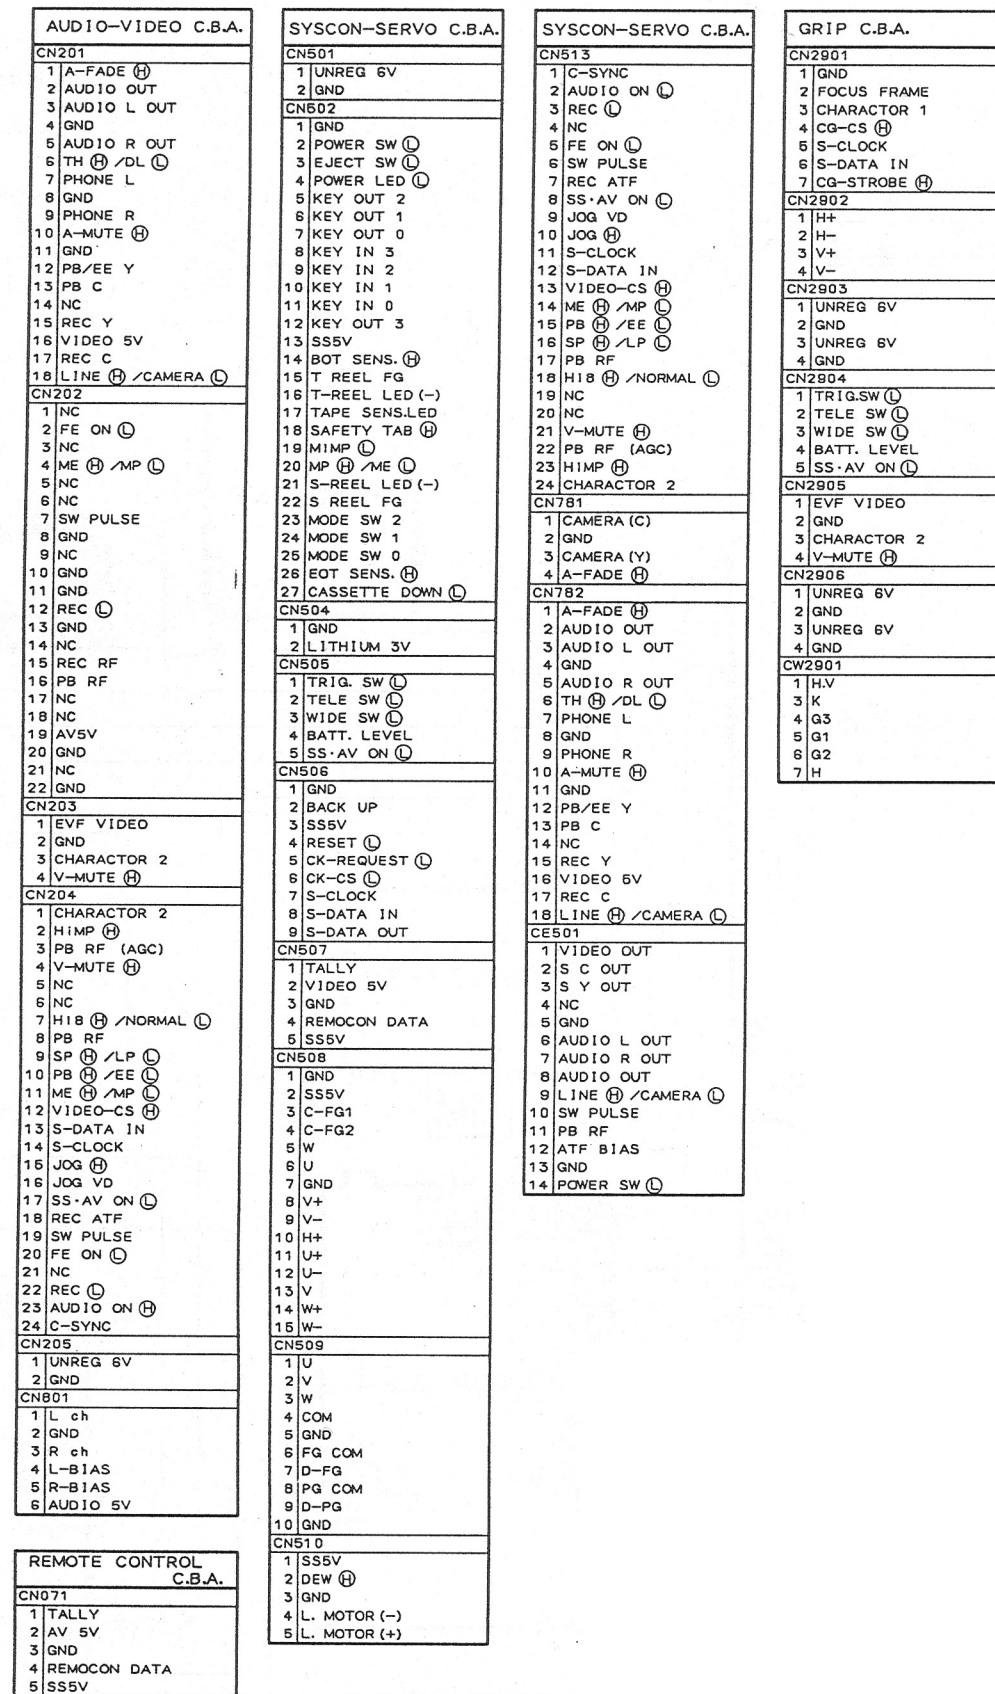 AUDIO-VIDEO C.B.A.
CN201
1 A-FADE Ⓗ
2 AUDIO OUT
3 AUDIO L OUT
4 GND
5 AUDIO R OUT
6 TH Ⓗ /DL Ⓛ
7 PHONE L
8 GND
9 PHONE R
10 A-MUTE Ⓗ
11 GND
12 PB/EE Y
13 PB C
14 NC
15 REC Y
16 VIDEO 5V
17 REC C
18 LINE Ⓗ /CAMERA Ⓛ
CN202
1 NC
2 FE ON Ⓛ
3 NC
4 ME Ⓗ /MP Ⓛ
5 NC
6 NC
7 SW PULSE
8 GND
9 NC
10 GND
11 GND
12 REC Ⓛ
13 GND
14 NC
15 REC RF
16 PB RF
17 NC
18 NC
19 AV5V
20 GND
21 NC
22 GND
CN203
1 EVF VIDEO
2 GND
3 CHARACTOR 2
4 V-MUTE Ⓗ
CN204
1 CHARACTOR 2
2 HiMP Ⓗ
3 PB RF (AGC)
4 V-MUTE Ⓗ
5 NC
6 NC
7 HI8 Ⓗ /NORMAL Ⓛ
8 PB RF
9 SP Ⓗ /LP Ⓛ
10 PB Ⓗ /EE Ⓛ
11 ME Ⓗ /MP Ⓛ
12 VIDEO-CS Ⓗ
13 S-DATA IN
14 S-CLOCK
15 JOG Ⓗ
16 JOG VD
17 SS·AV ON Ⓛ
18 REC ATF
19 SW PULSE
20 FE ON Ⓛ
21 NC
22 REC Ⓛ
23 AUDIO ON Ⓗ
24 C-SYNC
CN205
1 UNREG 6V
2 GND
CN801
1 L ch
2 GND
3 R ch
4 L-BIAS
5 R-BIAS
6 AUDIO 5V
REMOTE CONTROL
C.B.A.
CN071
1 TALLY
2 AV 5V
3 GND
4 REMOCON DATA
5 SS5V
SYSCON-SERVO C.B.A.
CN501
1 UNREG 6V
2 GND
CN502
1 GND
2 POWER SW Ⓛ
3 EJECT SW Ⓛ
4 POWER LED Ⓛ
5 KEY OUT 2
6 KEY OUT 1
7 KEY OUT 0
8 KEY IN 3
9 KEY IN 2
10 KEY IN 1
11 KEY IN 0
12 KEY OUT 3
13 SS5V
14 BOT SENS. Ⓗ
15 T REEL FG
16 T-REEL LED (-)
17 TAPE SENS.LED
18 SAFETY TAB Ⓗ
19 MIMP Ⓛ
20 MP Ⓗ /ME Ⓛ
21 S-REEL LED (-)
22 S REEL FG
23 MODE SW 2
24 MODE SW 1
25 MODE SW 0
26 EOT SENS. Ⓗ
27 CASSETTE DOWN Ⓛ
CN504
1 GND
2 LITHIUM 3V
CN505
1 TRIG. SW Ⓛ
2 TELE SW Ⓛ
3 WIDE SW Ⓛ
4 BATT. LEVEL
5 SS·AV ON Ⓛ
CN506
1 GND
2 BACK UP
3 SS5V
4 RESET Ⓛ
5 CK-REQUEST Ⓛ
6 CK-CS Ⓛ
7 S-CLOCK
8 S-DATA IN
9 S-DATA OUT
CN507
1 TALLY
2 VIDEO 5V
3 GND
4 REMOCON DATA
5 SS5V
CN508
1 GND
2 SS5V
3 C-FG1
4 C-FG2
5 W
6 U
7 GND
8 V+
9 V-
10 H+
11 U+
12 U-
13 V
14 W+
15 W-
CN509
1 U
2 V
3 W
4 COM
5 GND
6 FG COM
7 D-FG
8 PG COM
9 D-PG
10 GND
CN510
1 SS5V
2 DEW Ⓗ
3 GND
4 L. MOTOR (-)
5 L. MOTOR (+)
SYSCON-SERVO C.B.A.
CN513
1 C-SYNC
2 AUDIO ON Ⓛ
3 REC Ⓛ
4 NC
5 FE ON Ⓛ
6 SW PULSE
7 REC ATF
8 SS·AV ON Ⓛ
9 JOG VD
10 JOG Ⓗ
11 S-CLOCK
12 S-DATA IN
13 VIDEO-CS Ⓗ
14 ME Ⓗ /MP Ⓛ
15 PB Ⓗ /EE Ⓛ
16 SP Ⓗ /LP Ⓛ
17 PB RF
18 HI8 Ⓗ /NORMAL Ⓛ
19 NC
20 NC
21 V-MUTE Ⓗ
22 PB RF (AGC)
23 HIMP Ⓗ
24 CHARACTOR 2
CN781
1 CAMERA (C)
2 GND
3 CAMERA (Y)
4 A-FADE Ⓗ
CN782
1 A-FADE Ⓗ
2 AUDIO OUT
3 AUDIO L OUT
4 GND
5 AUDIO R OUT
6 TH Ⓗ /DL Ⓛ
7 PHONE L
8 GND
9 PHONE R
10 A-MUTE Ⓗ
11 GND
12 PB/EE Y
13 PB C
14 NC
15 REC Y
16 VIDEO 5V
17 REC C
18 LINE Ⓗ /CAMERA Ⓛ
CE501
1 VIDEO OUT
2 S C OUT
3 S Y OUT
4 NC
5 GND
6 AUDIO L OUT
7 AUDIO R OUT
8 AUDIO OUT
9 LINE Ⓗ /CAMERA Ⓛ
10 SW PULSE
11 PB RF
12 ATF BIAS
13 GND
14 POWER SW Ⓛ
GRIP C.B.A.
CN2901
1 GND
2 FOCUS FRAME
3 CHARACTOR 1
4 CG-CS Ⓗ
5 S-CLOCK
6 S-DATA IN
7 CG-STROBE Ⓗ
CN2902
1 H+
2 H-
3 V+
4 V-
CN2903
1 UNREG 6V
2 GND
3 UNREG 6V
4 GND
CN2904
1 TRIG.SW Ⓛ
2 TELE SW Ⓛ
3 WIDE SW Ⓛ
4 BATT. LEVEL
5 SS·AV ON Ⓛ
CN2905
1 EVF VIDEO
2 GND
3 CHARACTOR 2
4 V-MUTE Ⓗ
CN2906
1 UNREG 6V
2 GND
3 UNREG 6V
4 GND
CW2901
1 H.V
3 K
4 G3
5 G1
6 G2
7 H